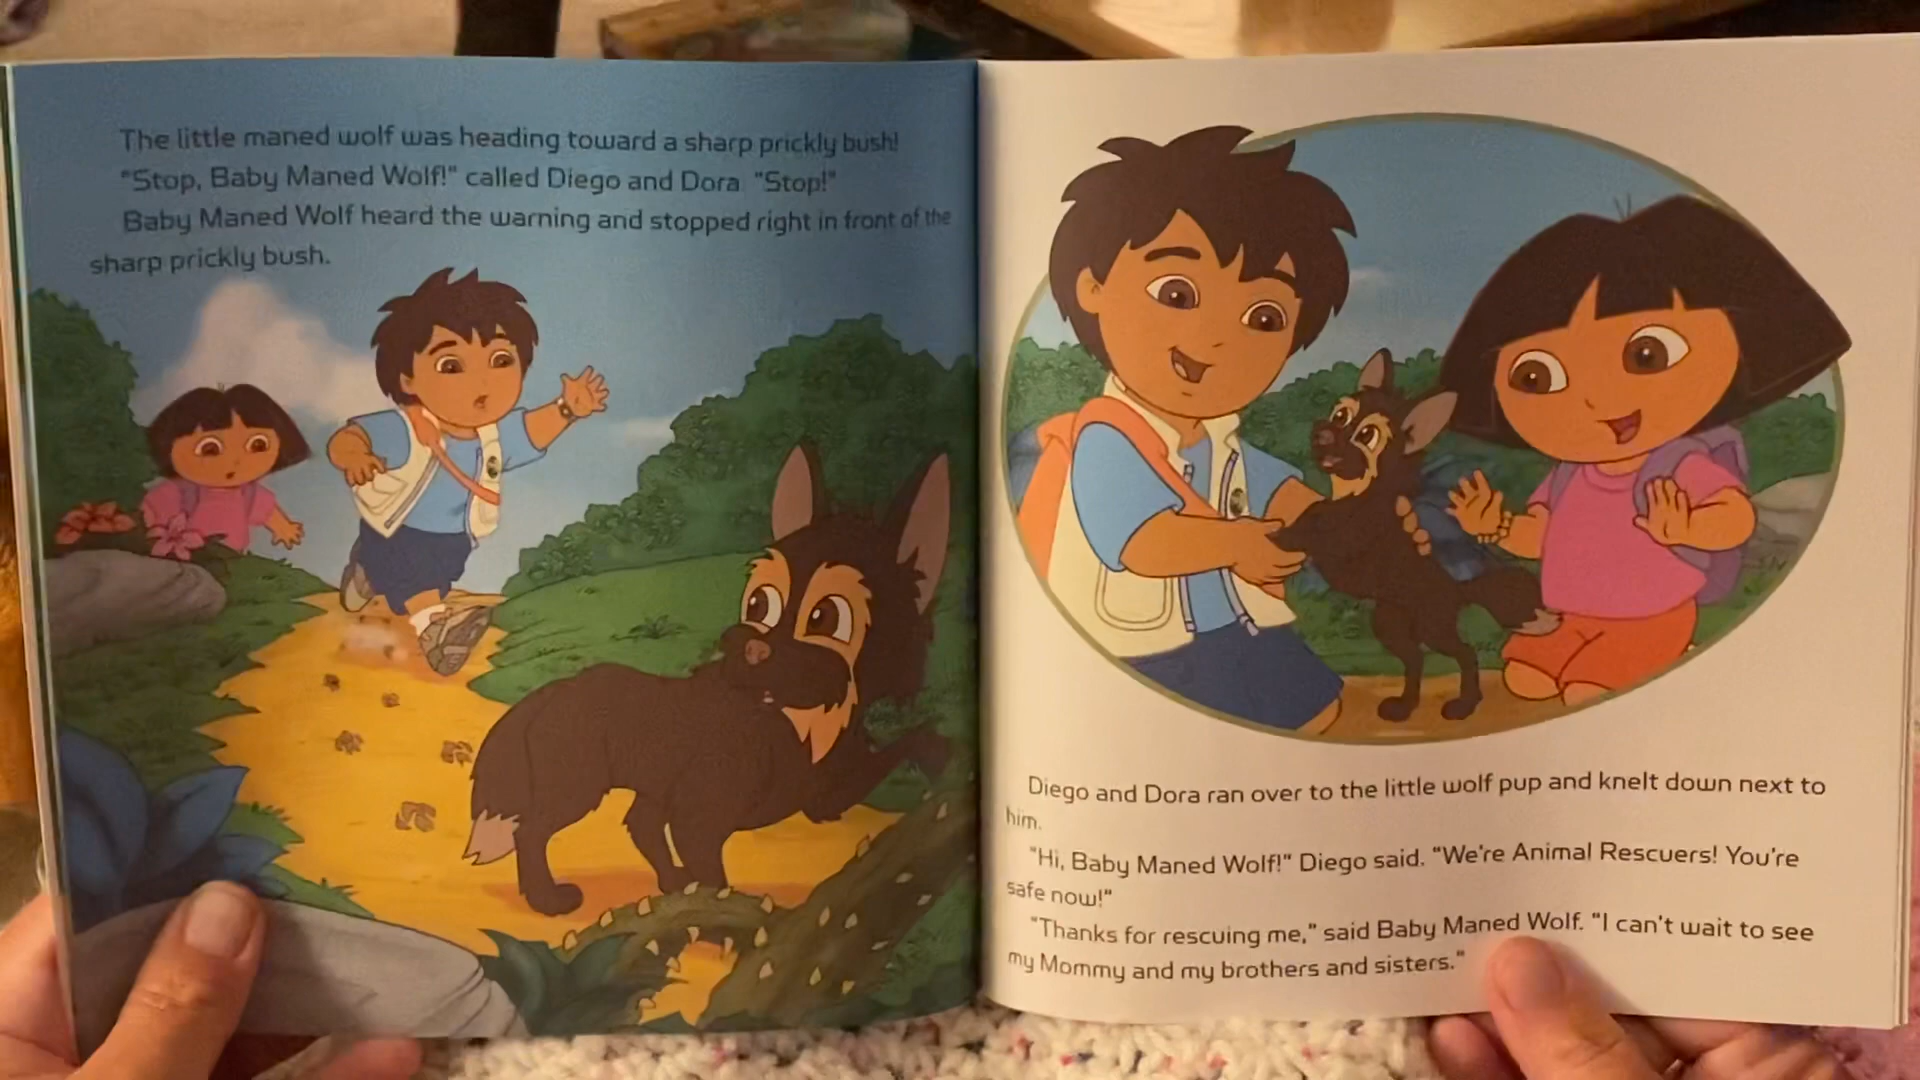 The little maned wolf was heading toward a sharp prickly bush!
"Stop, Baby Maned Wolf!" called Diego and Dora. "Stop!"
Baby Maned Wolf heard the warning and stopped right in front of the
sharp prickly bush.
Diego and Dora ran over to the little wolf pup and knelt down next to
him.
"Hi, Baby Maned Wolf!" Diego said. "We're Animal Rescuers! You're
safe now!"
"Thanks for rescuing me," said Baby Maned Wolf. "I can't wait to see
my Mommy and my brothers and sisters."